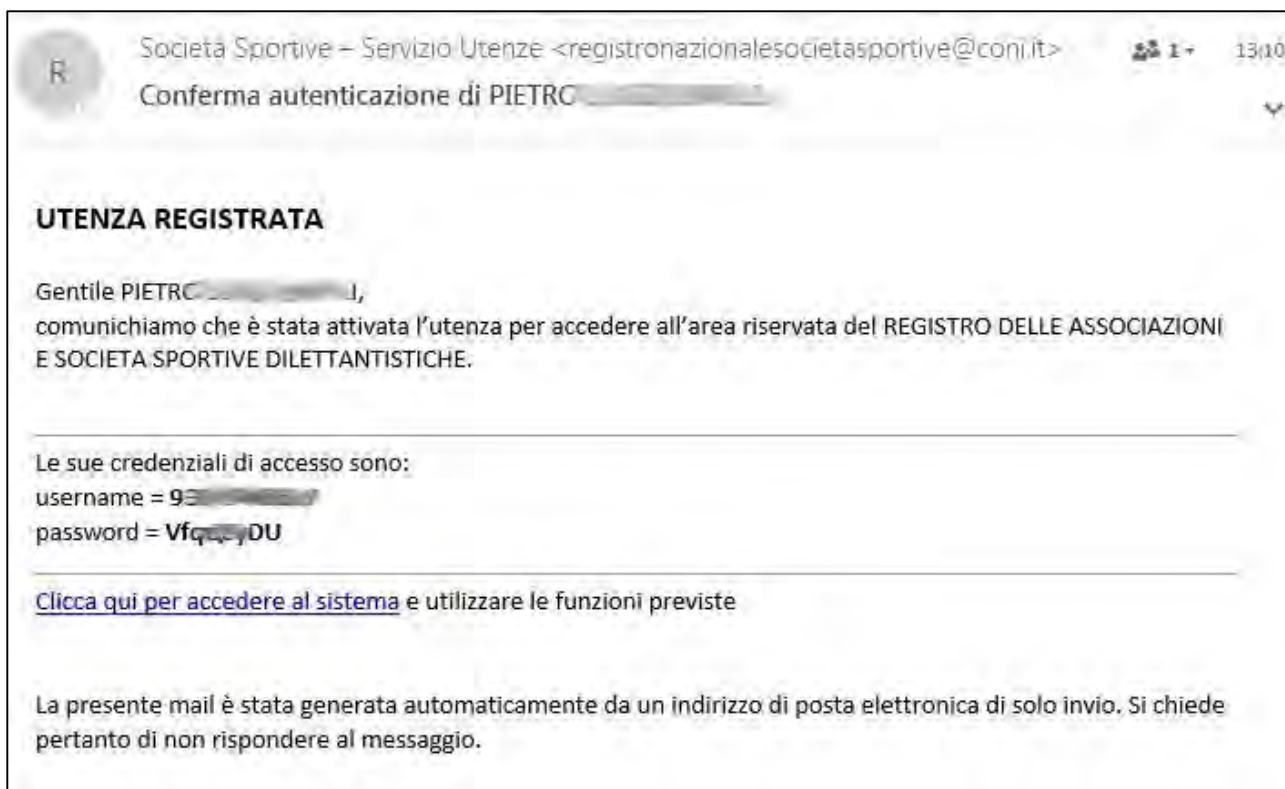 R
Società Sportive – Servizio Utenze <registronazionalesocietasportive@coni.it>
1
13:10
Conferma autenticazione di PIETRO
UTENZA REGISTRATA
Gentile PIETRO
comunichiamo che è stata attivata l'utenza per accedere all'area riservata del REGISTRO DELLE ASSOCIAZIONI
E SOCIETA SPORTIVE DILETTANTISTICHE.
Le sue credenziali di accesso sono:
username =
password =
Clicca qui per accedere al sistema e utilizzare le funzioni previste
La presente mail è stata generata automaticamente da un indirizzo di posta elettronica di solo invio. Si chiede
pertanto di non rispondere al messaggio.